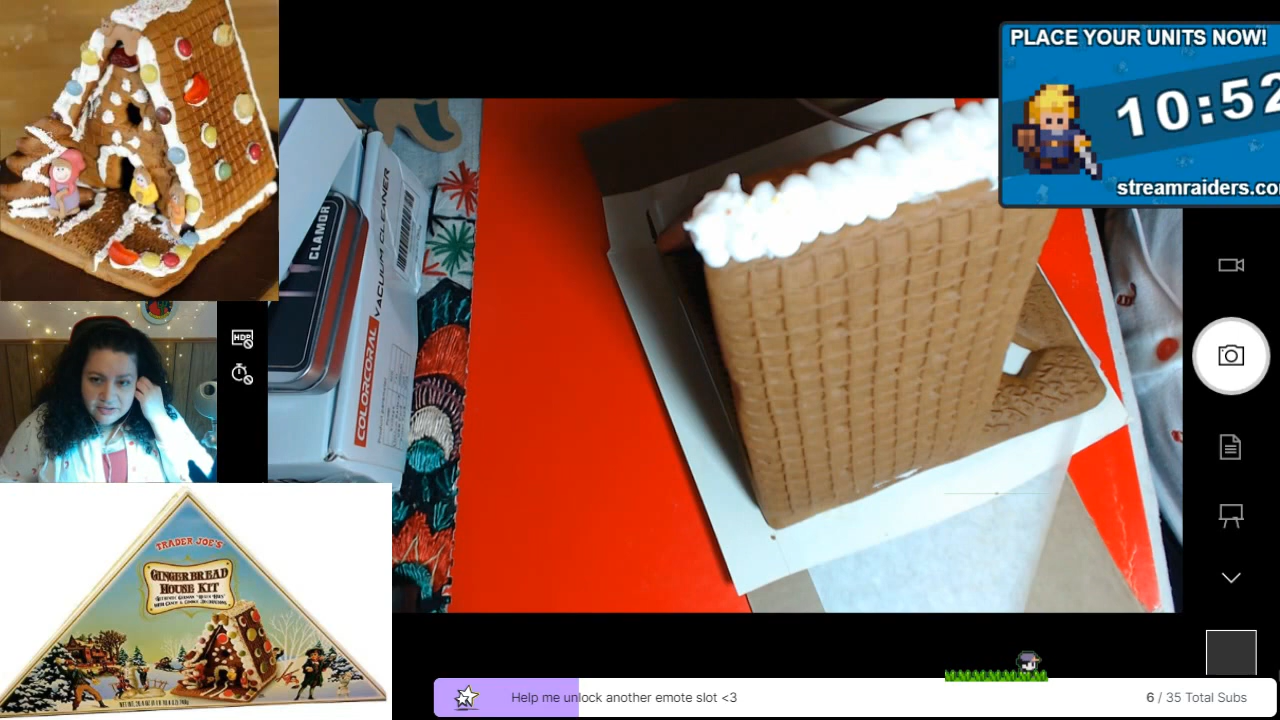 PLACE YOUR UNITS NOW!
10:52
streamraiders.co
CLAMOR
COLORCORAL VACUUM CLEANER
HDR
TRADER JOE'S
GINGERBREAD
HOUSE KIT
Help me unlock another emote slot <3
6 / 35 Total Subs